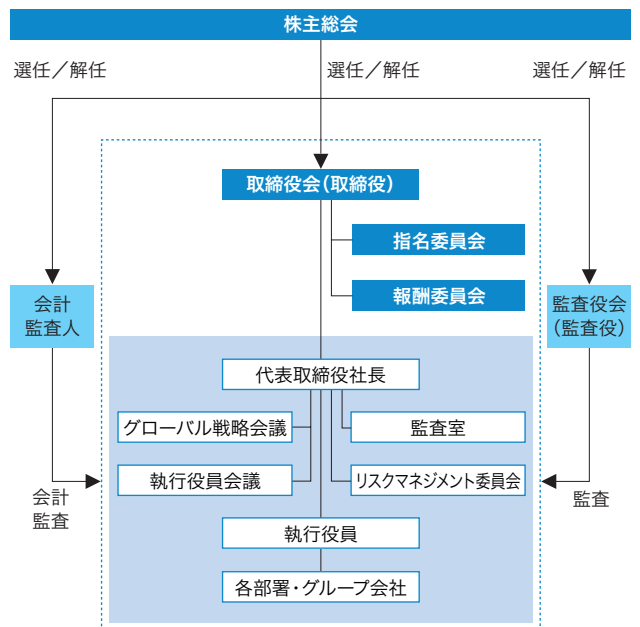 株主総会
選任／解任
選任／解任
選任／解任
取締役会（取締役）
指名委員会
報酬委員会
会計
監査人
監査役会
（監査役）
代表取締役社長
グローバル戦略会議
監査室
執行役員会議
リスクマネジメント委員会
会計
監査
監査
執行役員
各部署・グループ会社